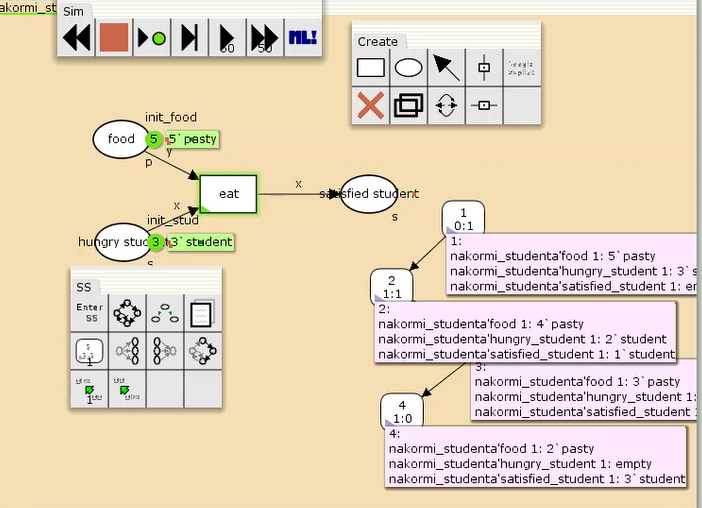 akormi_st
Sim
50
50
ML!
Create
init_food
food
5
5`pasty
p
y
eat
x
satisfied student
s
x
init_stud
hungry stud
3
3`student
s
SS
Enter
SS
1
1
1
0:1
1:
nakormi_studenta'food 1: 5`pasty
nakormi_studenta'hungry_student 1: 3`s
nakormi_studenta'satisfied_student 1: em
2
1:1
2:
nakormi_studenta'food 1: 4`pasty
nakormi_studenta'hungry_student 1: 2`student
nakormi_studenta'satisfied_student 1: 1`student
3:
nakormi_studenta'food 1: 3`pasty
nakormi_studenta'hungry_student 1:
nakormi_studenta'satisfied_student
4
1:0
4:
nakormi_studenta'food 1: 2`pasty
nakormi_studenta'hungry_student 1: empty
nakormi_studenta'satisfied_student 1: 3`student